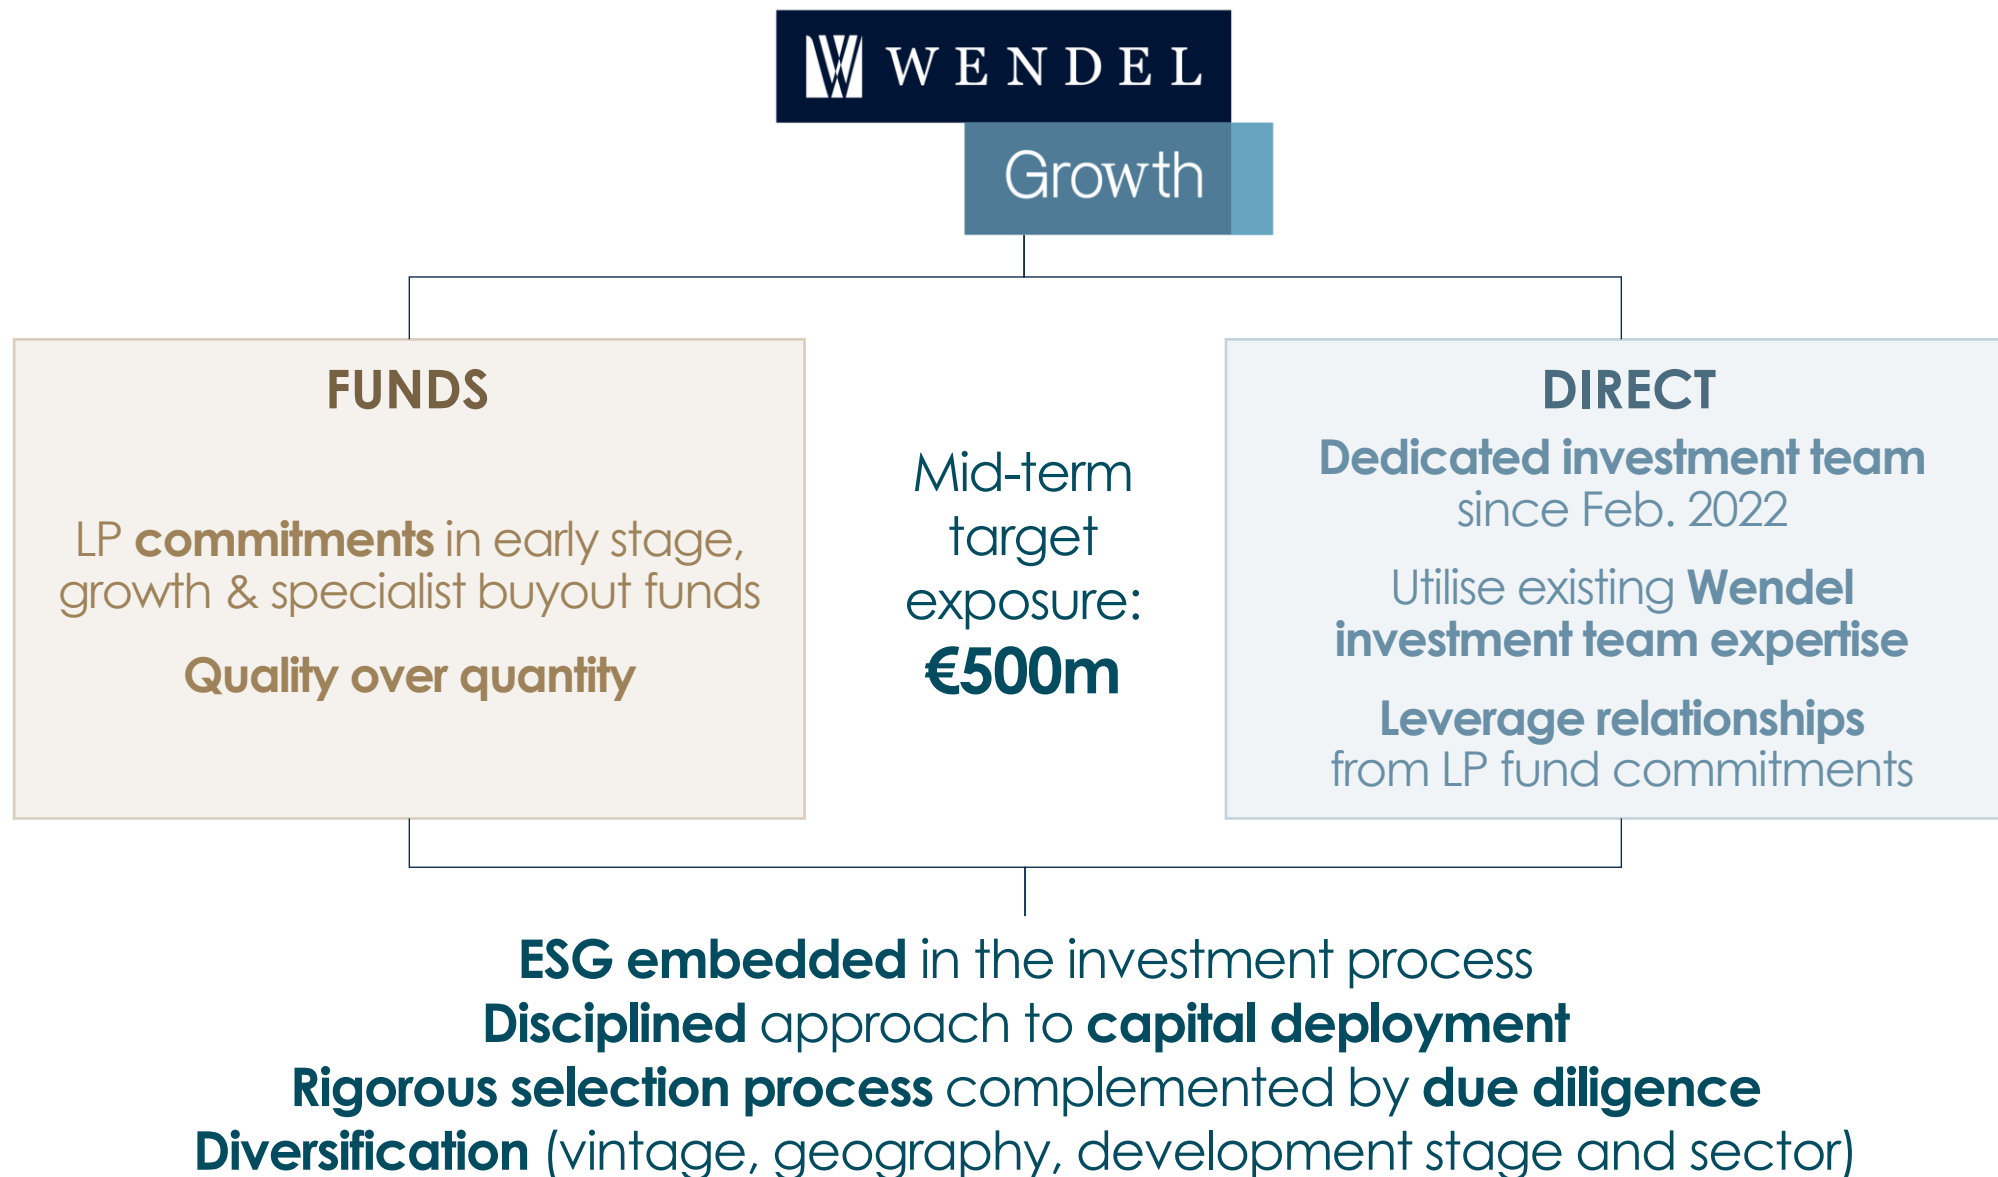 WENDEL
Growth
FUNDS
LP commitments in early stage,
growth & specialist buyout funds
Quality over quantity
Mid-term
target
exposure:
€500m
DIRECT
Dedicated investment team
since Feb. 2022
Utilise existing Wendel
investment team expertise
Leverage relationships
from LP fund commitments
ESG embedded in the investment process
Disciplined approach to capital deployment
Rigorous selection process complemented by due diligence
Diversification (vintage, geography, development stage and sector)